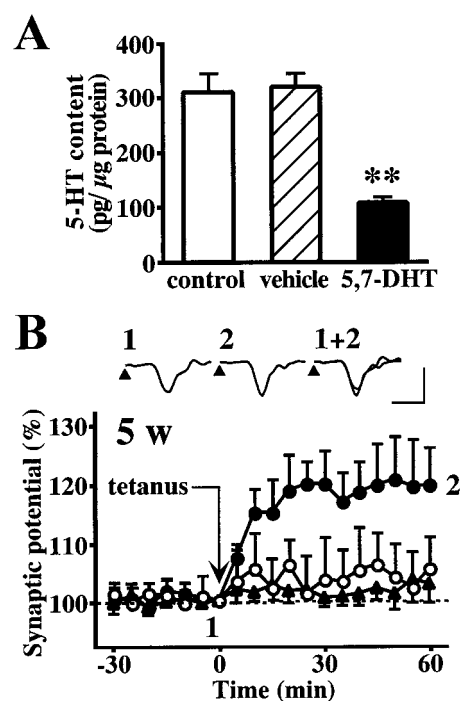 A
5-HT content
(pg/ µg protein)
400
300
200
100
0
**
control vehicle 5,7-DHT
B
1 2 1+2
5 w
Synaptic potential (%)
130
120
110
100
tetanus
2
1
-30 0 30 60
Time (min)